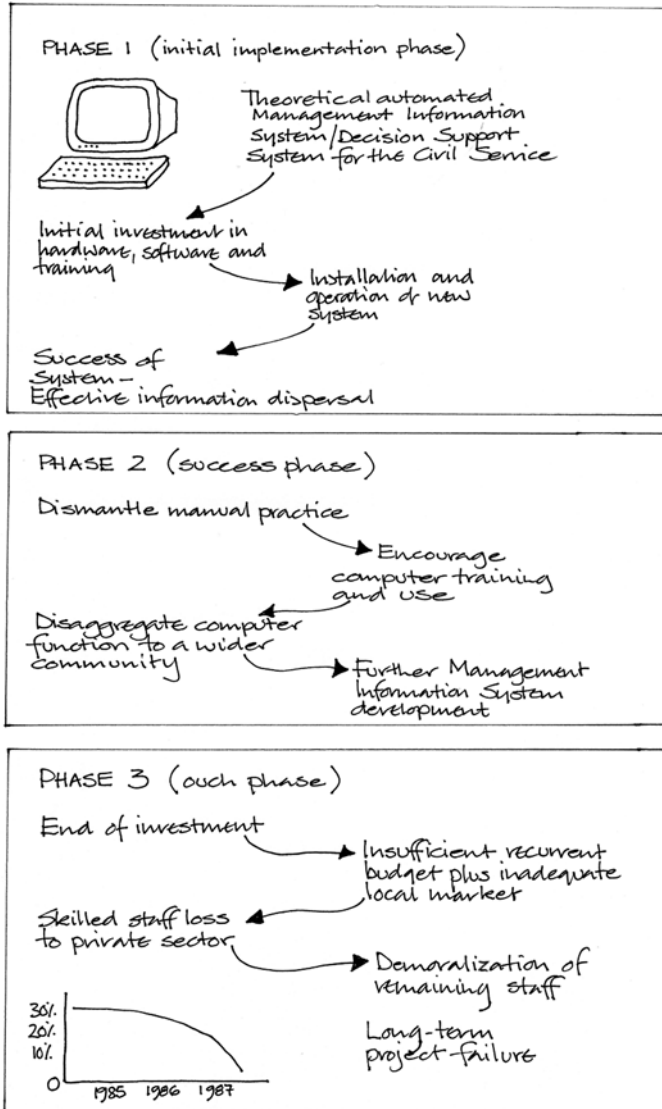 PHASE 1 (initial implementation phase)
Theoretical automated
Management Information
System/Decision Support
System for the Civil Service
Initial investment in
hardware, software and
training
Installation and
operation of new
system
Success of
System –
Effective information dispersal
PHASE 2 (success phase)
Dismantle manual practice
Encourage
computer training
and use
Disaggregate computer
function to a wider
community
Further Management
Information System
development
PHASE 3 (ouch phase)
End of investment
Insufficient recurrent
budget plus inadequate
local market
Skilled staff loss
to private sector
Demoralization of
remaining staff
Long-term
project failure
30%
20%
10%
0
1985 1986 1987